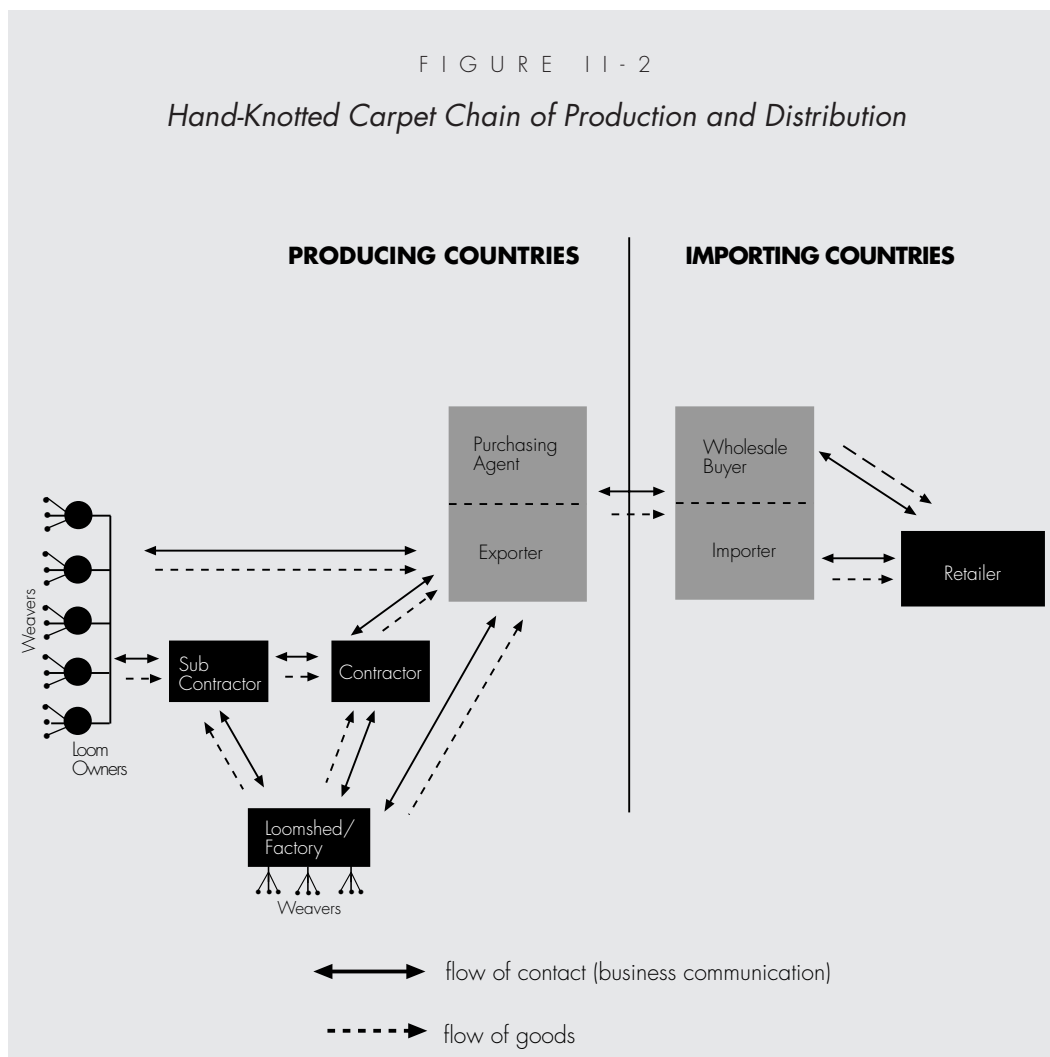 FIGURE II-2
Hand-Knotted Carpet Chain of Production and Distribution
PRODUCING COUNTRIES
IMPORTING COUNTRIES
Purchasing
Agent
Exporter
Wholesale
Buyer
Importer
Retailer
Weavers
Sub
Contractor
Contractor
Loom
Owners
Loomshed/
Factory
Weavers
flow of contact (business communication)
flow of goods